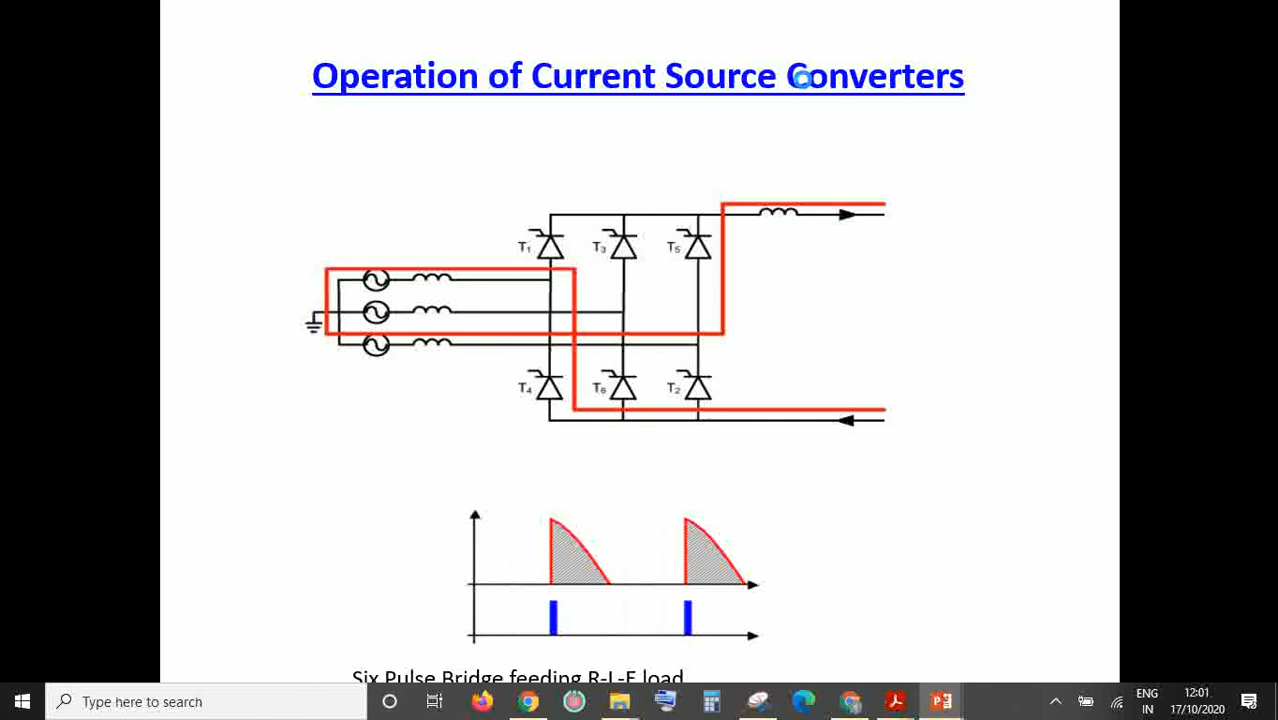 Operation of Current Source Converters
T1 T3 T5
T4 T6 T2
Six Pulse Bridge feeding R-L-E load
Type here to search
ENG
IN
12:01
17/10/2020